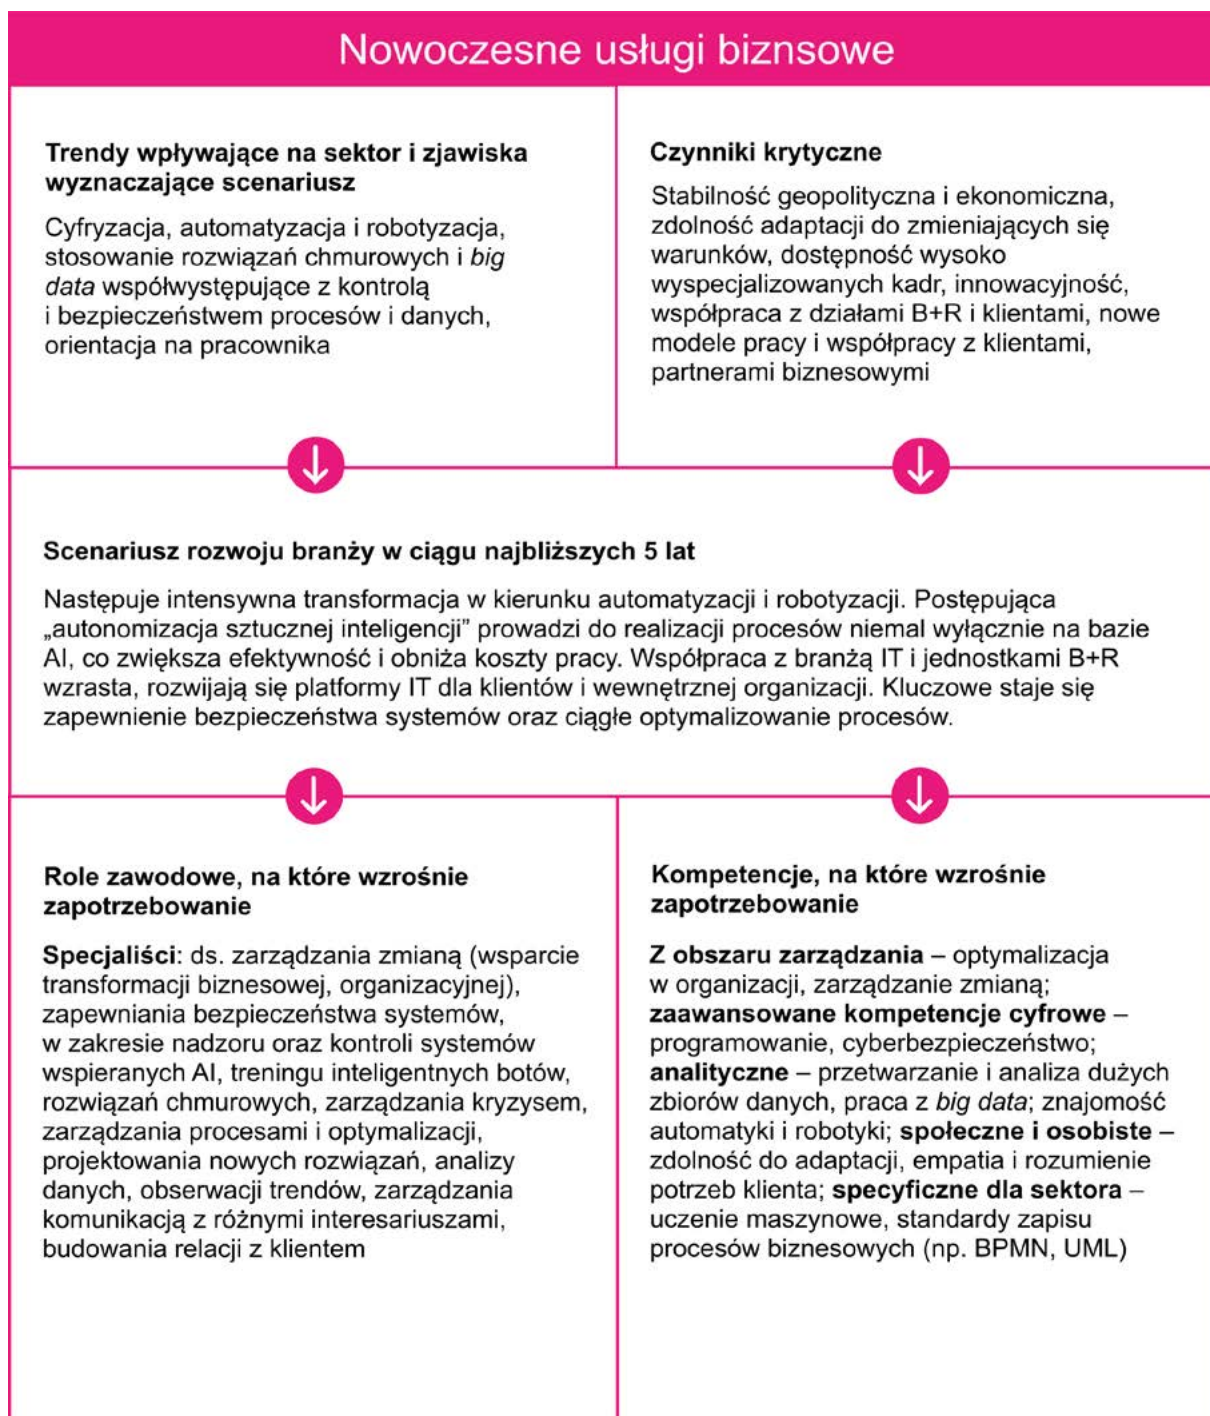 Nowoczesne usługi biznsowe
Trendy wpływające na sektor i zjawiska
wyznaczające scenariusz
Cyfryzacja, automatyzacja i robotyzacja,
stosowanie rozwiązań chmurowych i big
data współwystępujące z kontrolą
i bezpieczeństwem procesów i danych,
orientacja na pracownika
Czynniki krytyczne
Stabilność geopolityczna i ekonomiczna,
zdolność adaptacji do zmieniających się
warunków, dostępność wysoko
wyspecjalizowanych kadr, innowacyjność,
współpraca z działami B+R i klientami, nowe
modele pracy i współpracy z klientami,
partnerami biznesowymi
Scenariusz rozwoju branży w ciągu najbliższych 5 lat
Następuje intensywna transformacja w kierunku automatyzacji i robotyzacji. Postępująca
„autonomizacja sztucznej inteligencji” prowadzi do realizacji procesów niemal wyłącznie na bazie
AI, co zwiększa efektywność i obniża koszty pracy. Współpraca z branżą IT i jednostkami B+R
wzrasta, rozwijają się platformy IT dla klientów i wewnętrznej organizacji. Kluczowe staje się
zapewnienie bezpieczeństwa systemów oraz ciągłe optymalizowanie procesów.
Role zawodowe, na które wzrośnie
zapotrzebowanie
Specjaliści: ds. zarządzania zmianą (wsparcie
transformacji biznesowej, organizacyjnej),
zapewniania bezpieczeństwa systemów,
w zakresie nadzoru oraz kontroli systemów
wspieranych AI, treningu inteligentnych botów,
rozwiązań chmurowych, zarządzania kryzysem,
zarządzania procesami i optymalizacji,
projektowania nowych rozwiązań, analizy
danych, obserwacji trendów, zarządzania
komunikacją z różnymi interesariuszami,
budowania relacji z klientem
Kompetencje, na które wzrośnie
zapotrzebowanie
Z obszaru zarządzania – optymalizacja
w organizacji, zarządzanie zmianą;
zaawansowane kompetencje cyfrowe –
programowanie, cyberbezpieczeństwo;
analityczne – przetwarzanie i analiza dużych
zbiorów danych, praca z big data; znajomość
automatyki i robotyki; społeczne i osobiste –
zdolność do adaptacji, empatia i rozumienie
potrzeb klienta; specyficzne dla sektora –
uczenie maszynowe, standardy zapisu
procesów biznesowych (np. BPMN, UML)